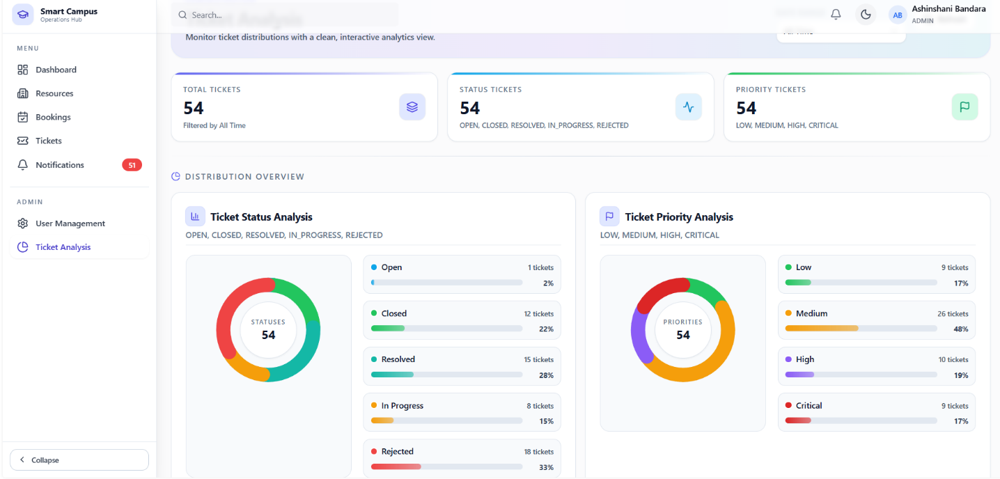 Smart Campus
Operations Hub
Search...
Ashinshani Bandara
AB
ADMIN
Monitor ticket distributions with a clean, interactive analytics view.
MENU
Dashboard
Resources
Bookings
Tickets
Notifications
51
ADMIN
User Management
Ticket Analysis
Collapse
TOTAL TICKETS
54
Filtered by All Time
STATUS TICKETS
54
OPEN, CLOSED, RESOLVED, IN_PROGRESS, REJECTED
PRIORITY TICKETS
54
LOW, MEDIUM, HIGH, CRITICAL
DISTRIBUTION OVERVIEW
Ticket Status Analysis
OPEN, CLOSED, RESOLVED, IN_PROGRESS, REJECTED
STATUSES
54
Open 1 tickets
2%
Closed 12 tickets
22%
Resolved 15 tickets
28%
In Progress 8 tickets
15%
Rejected 18 tickets
33%
Ticket Priority Analysis
LOW, MEDIUM, HIGH, CRITICAL
PRIORITIES
54
Low 9 tickets
17%
Medium 26 tickets
48%
High 10 tickets
19%
Critical 9 tickets
17%